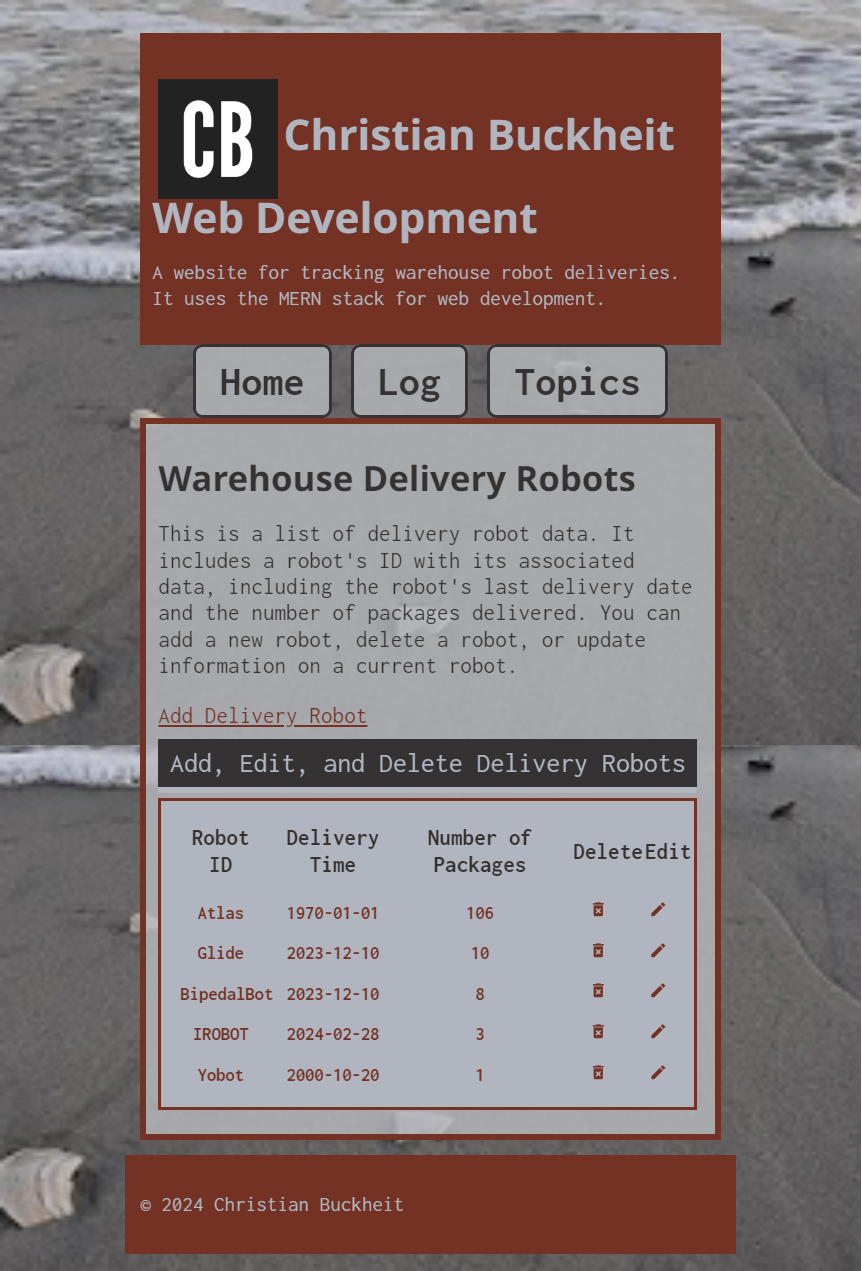 CB Christian Buckheit
Web Development
A website for tracking warehouse robot deliveries.
It uses the MERN stack for web development.
Home Log Topics
Warehouse Delivery Robots
This is a list of delivery robot data. It
includes a robot's ID with its associated
data, including the robot's last delivery date
and the number of packages delivered. You can
add a new robot, delete a robot, or update
information on a current robot.
Add Delivery Robot
Add, Edit, and Delete Delivery Robots
Robot ID Delivery Time Number of Packages Delete Edit
Atlas 1970-01-01 106
Glide 2023-12-10 10
BipedalBot 2023-12-10 8
IROBOT 2024-02-28 3
Yobot 2000-10-20 1
© 2024 Christian Buckheit